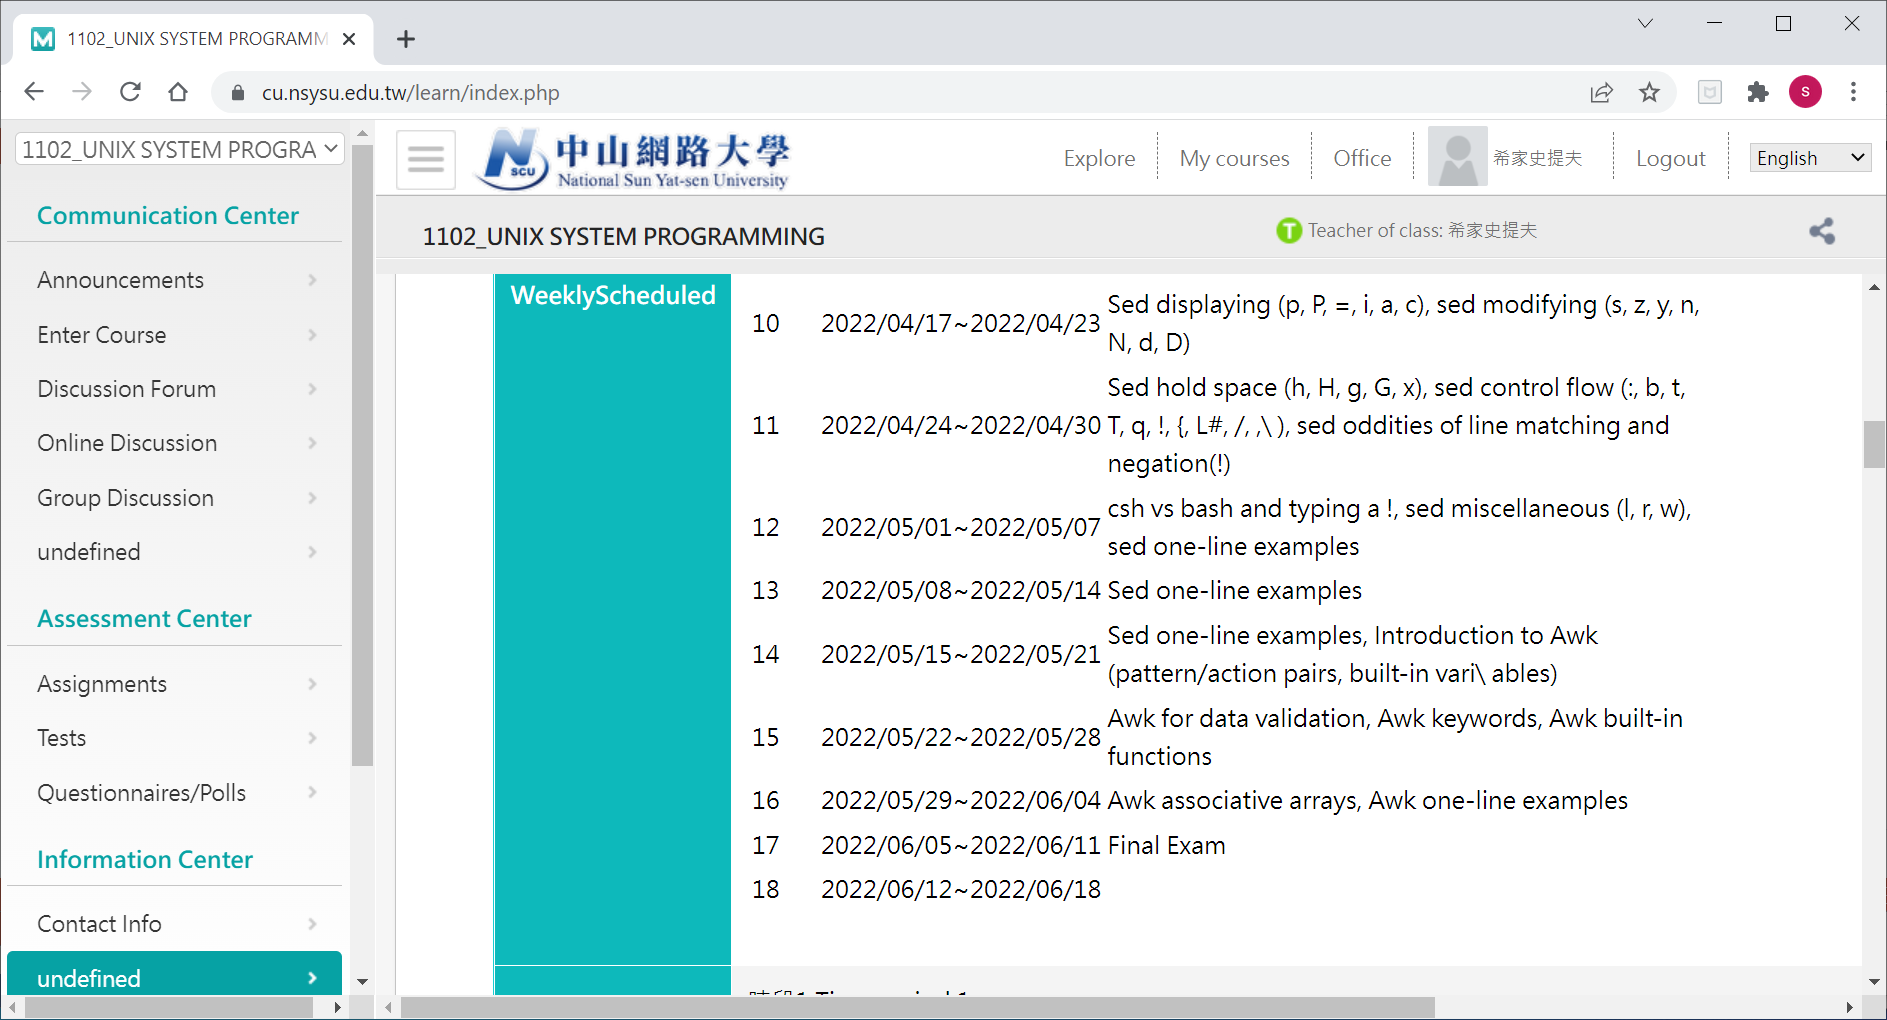 1102_UNIX SYSTEM PROGRAMM
cu.nsysu.edu.tw/learn/index.php
S
1102_UNIX SYSTEM PROGRA
Communication Center
Announcements
Enter Course
Discussion Forum
Online Discussion
Group Discussion
undefined
Assessment Center
Assignments
Tests
Questionnaires/Polls
Information Center
Contact Info
undefined
N SCU
中山網路大學
National Sun Yat-sen University
Explore
My courses
Office
希家史提夫
Logout
English
1102_UNIX SYSTEM PROGRAMMING
T Teacher of class: 希家史提夫
WeeklyScheduled
10 2022/04/17~2022/04/23 Sed displaying (p, P, =, i, a, c), sed modifying (s, z, y, n,
N, d, D)
11 2022/04/24~2022/04/30 Sed hold space (h, H, g, G, x), sed control flow (:, b, t,
T, q, !, {, L#, /, ,\ ), sed oddities of line matching and
negation(!)
12 2022/05/01~2022/05/07 csh vs bash and typing a !, sed miscellaneous (l, r, w),
sed one-line examples
13 2022/05/08~2022/05/14 Sed one-line examples
14 2022/05/15~2022/05/21 Sed one-line examples, Introduction to Awk
(pattern/action pairs, built-in vari\ ables)
15 2022/05/22~2022/05/28 Awk for data validation, Awk keywords, Awk built-in
functions
16 2022/05/29~2022/06/04 Awk associative arrays, Awk one-line examples
17 2022/06/05~2022/06/11 Final Exam
18 2022/06/12~2022/06/18